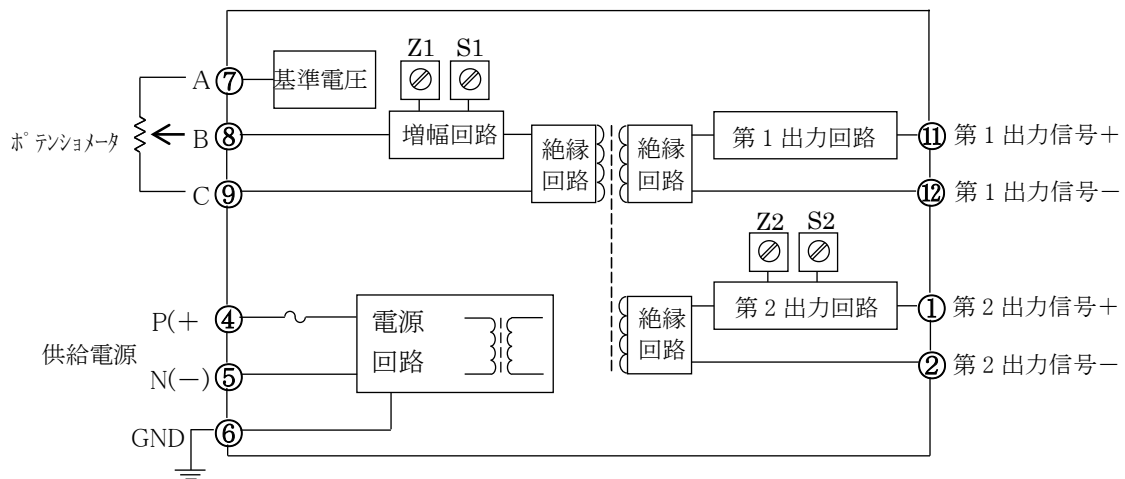 Z1 S1
A ⑦ 基準電圧
ポテンショメータ B ⑧ 増幅回路
C ⑨
絶縁
回路
絶縁
回路
第1出力回路
⑪ 第1出力信号+
⑫ 第1出力信号-
Z2 S2
第2出力回路
絶縁
回路
① 第2出力信号+
② 第2出力信号-
供給電源
P(+ ④
N(-) ⑤
GND ⑥
電源
回路